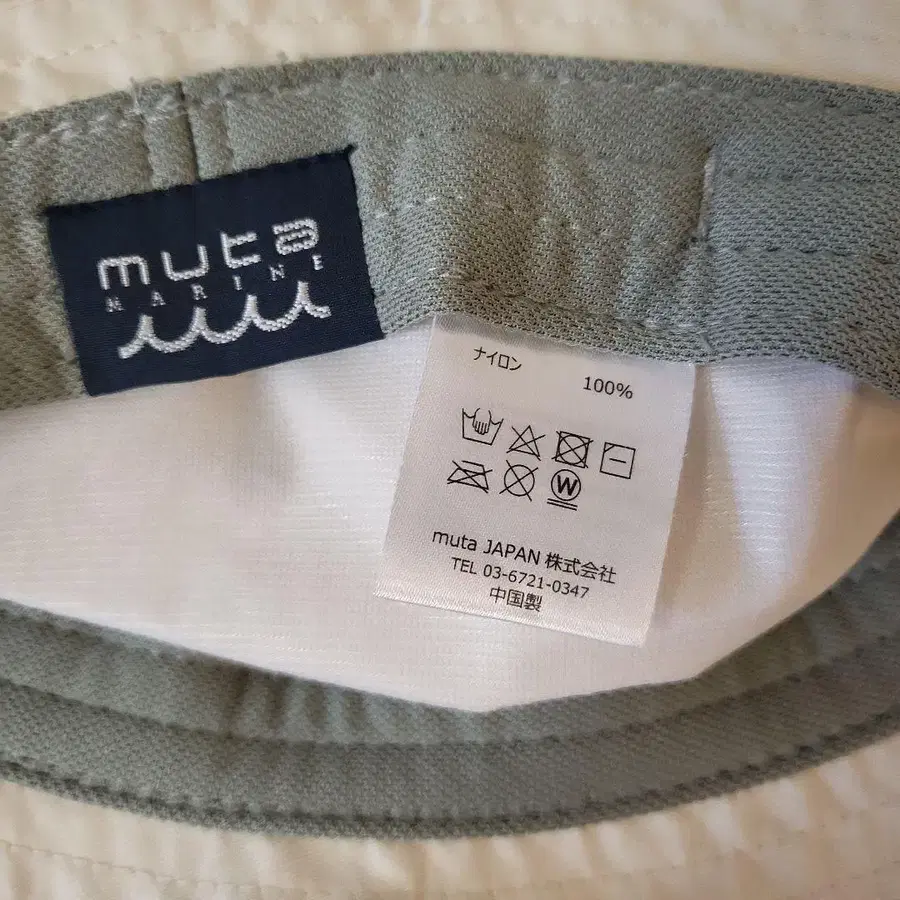 muta
MARINE
ナイロン
100%
W
muta JAPAN 株式会社
TEL 03-6721-0347
中国製